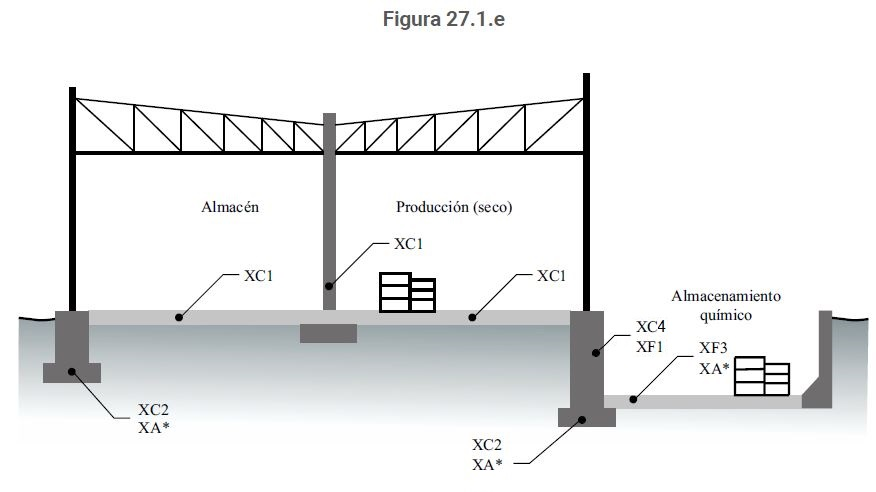 Figura 27.1.e
Almacén
Producción (seco)
XC1
XC1
XC1
Almacenamiento
químico
XC4
XF1
XF3
XA*
XC2
XA*
XC2
XA*